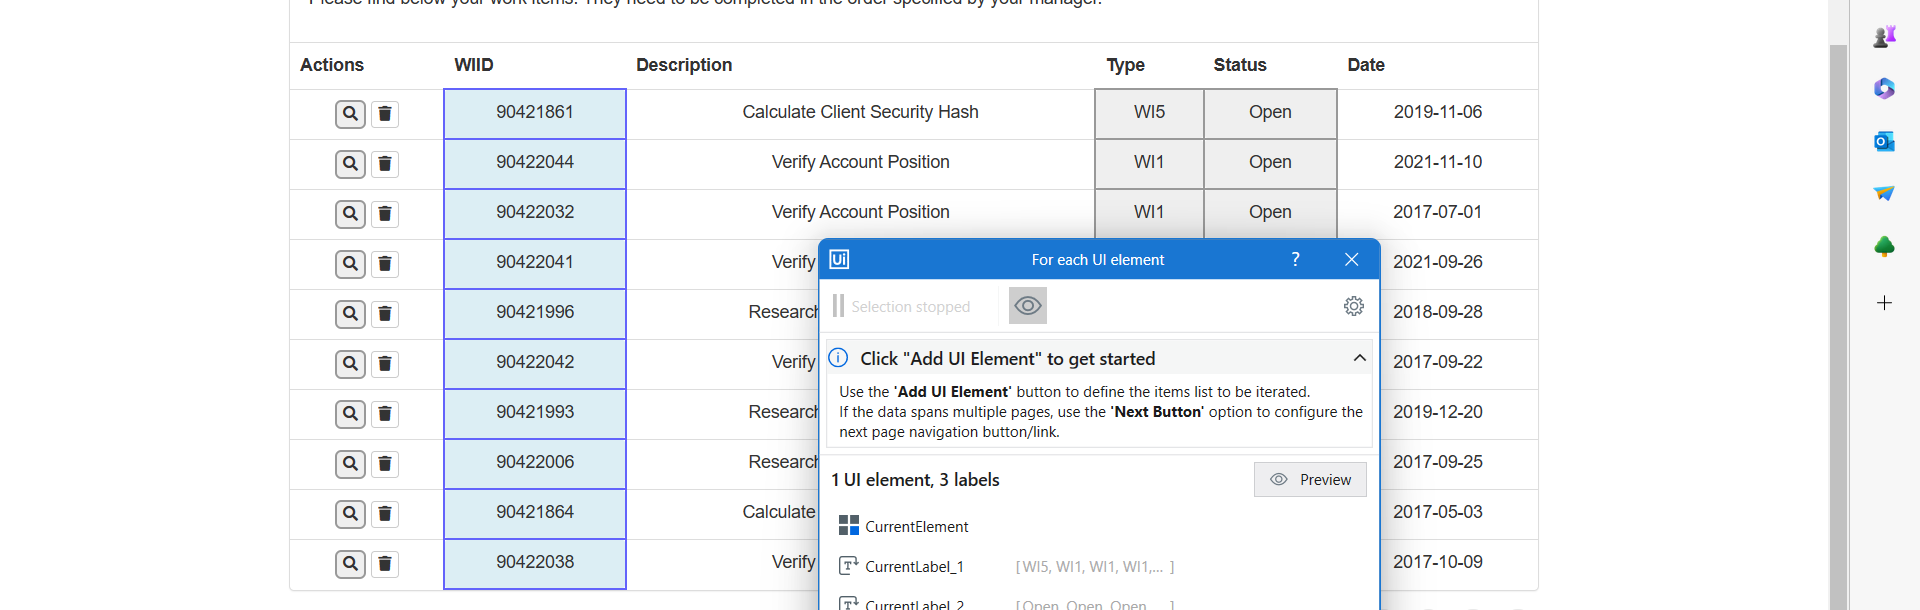 Please find below your work items. They need to be completed in the order specified by your manager.
Actions WIID Description Type Status Date
90421861 Calculate Client Security Hash WI5 Open 2019-11-06
90422044 Verify Account Position WI1 Open 2021-11-10
90422032 Verify Account Position WI1 Open 2017-07-01
90422041 Verify 2021-09-26
90421996 Research 2018-09-28
90422042 Verify 2017-09-22
90421993 Research 2019-12-20
90422006 Research 2017-09-25
90421864 Calculate 2017-05-03
90422038 Verify 2017-10-09
Ui For each UI element ?
Selection stopped
Click "Add UI Element" to get started
Use the 'Add UI Element' button to define the items list to be iterated.
If the data spans multiple pages, use the 'Next Button' option to configure the
next page navigation button/link.
1 UI element, 3 labels Preview
CurrentElement
CurrentLabel_1 [ WI5, WI1, WI1, WI1,... ]
CurrentLabel_2 [ Open, Open, Open, ... ]